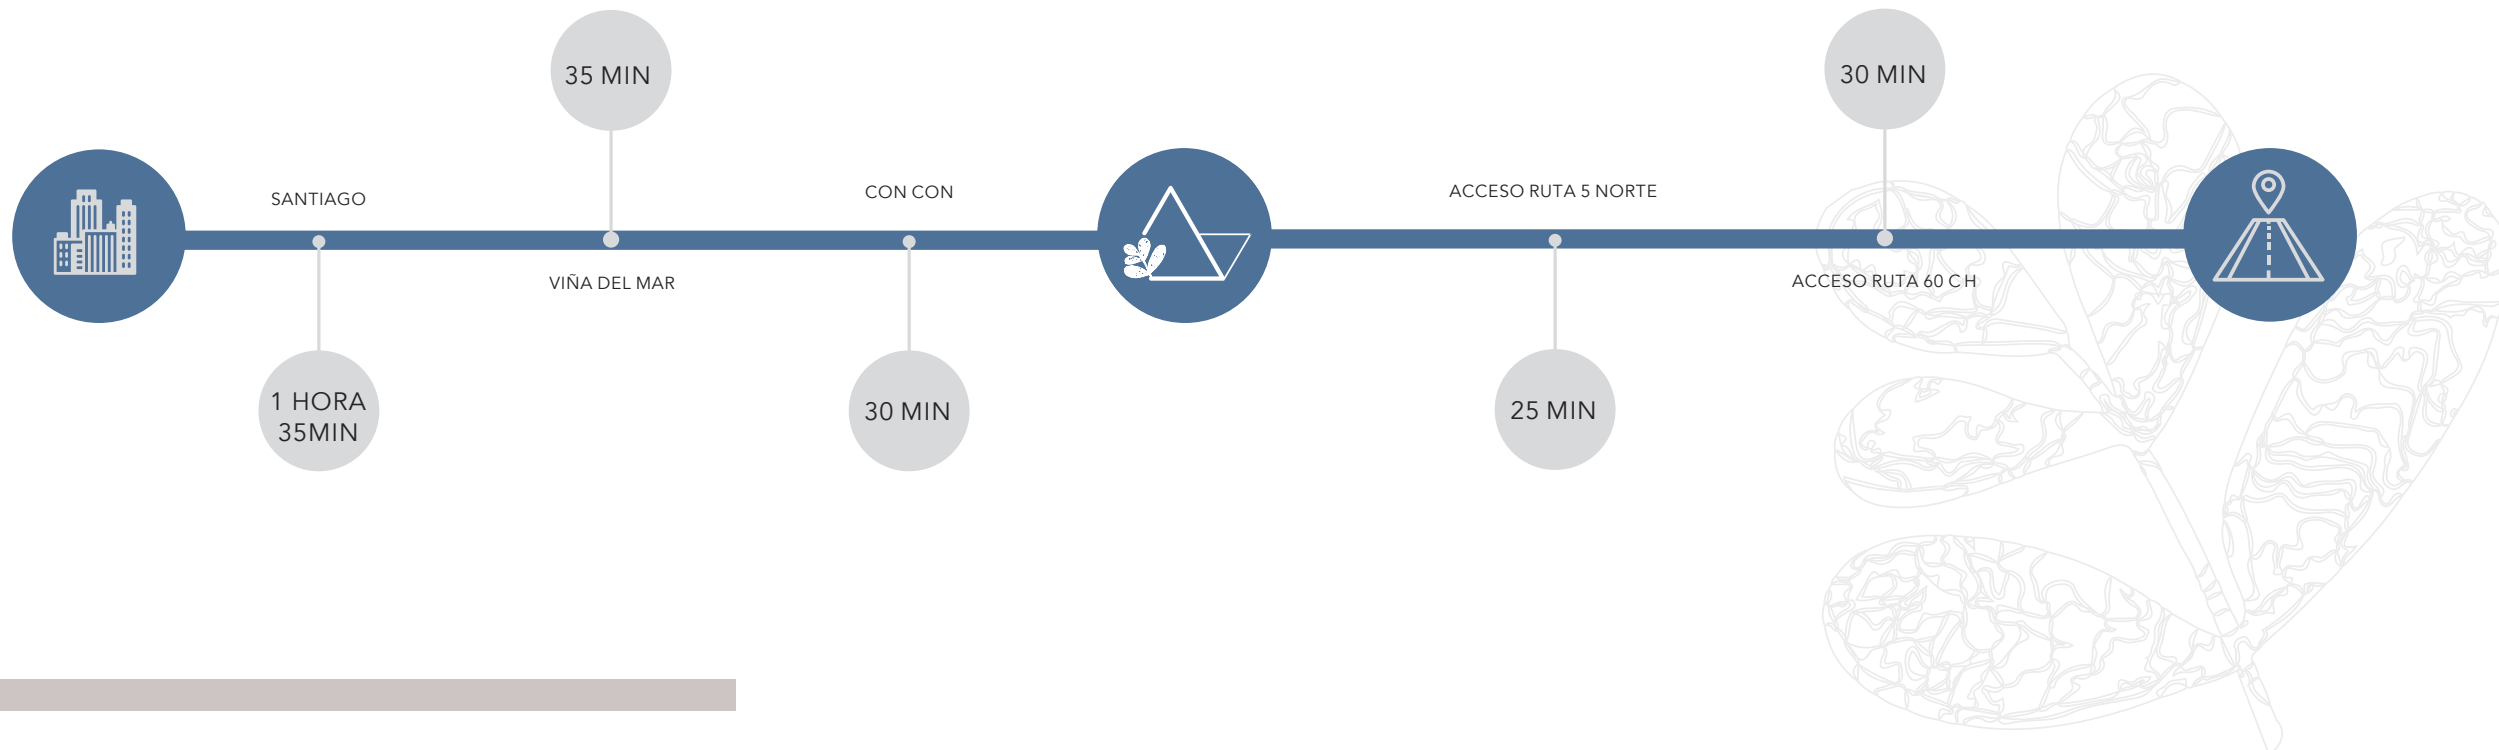 SANTIAGO
1 HORA
35MIN
35 MIN
VIÑA DEL MAR
CON CON
30 MIN
ACCESO RUTA 5 NORTE
25 MIN
30 MIN
ACCESO RUTA 60 CH